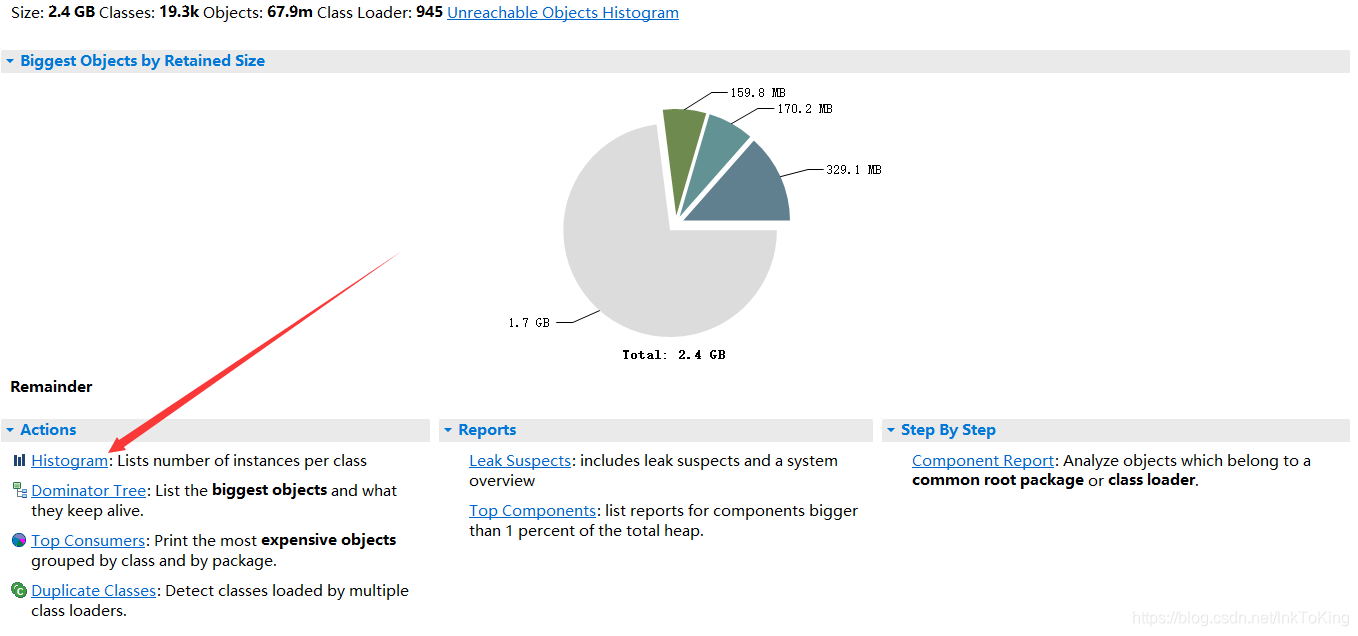 Size: 2.4 GB Classes: 19.3k Objects: 67.9m Class Loader: 945 Unreachable Objects Histogram
Biggest Objects by Retained Size
159.8 MB
170.2 MB
329.1 MB
1.7 GB
Total: 2.4 GB
Remainder
Actions
Histogram: Lists number of instances per class
Dominator Tree: List the biggest objects and what
they keep alive.
Top Consumers: Print the most expensive objects
grouped by class and by package.
Duplicate Classes: Detect classes loaded by multiple
class loaders.
Reports
Leak Suspects: includes leak suspects and a system
overview
Top Components: list reports for components bigger
than 1 percent of the total heap.
Step By Step
Component Report: Analyze objects which belong to a
common root package or class loader.
https://blog.csdn.net/InkToKing